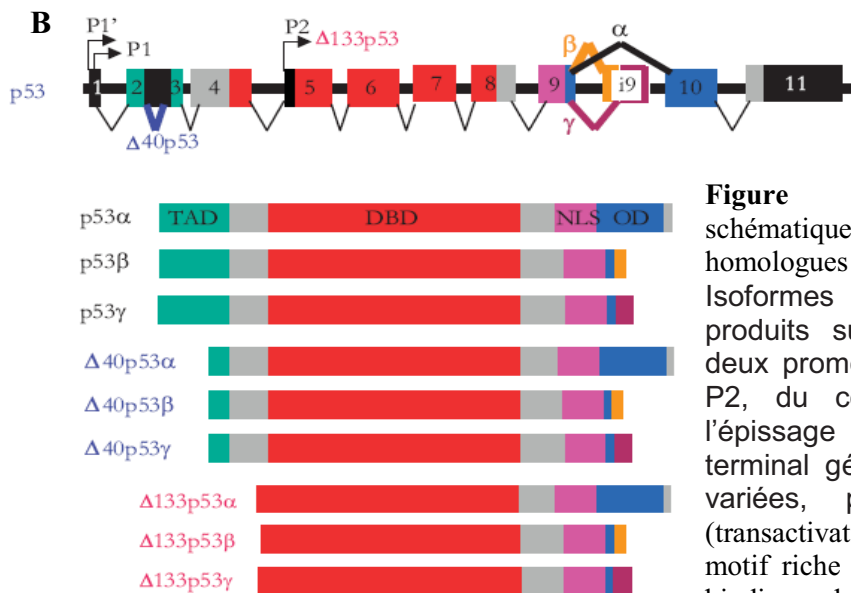 B
P1’
P1
P2
Δ133p53
β
α
p53
1
2
3
4
5
6
7
8
9
i9
10
11
γ
Δ40p53
p53α
TAD
DBD
NLS
OD
p53β
p53γ
Δ40p53α
Δ40p53β
Δ40p53γ
Δ133p53α
Δ133p53β
Δ133p53γ
Figure
schématique
homologues
Isoformes
produits su
deux prom
P2, du c
l’épissage
terminal gé
variées, p
(transactivat
motif riche